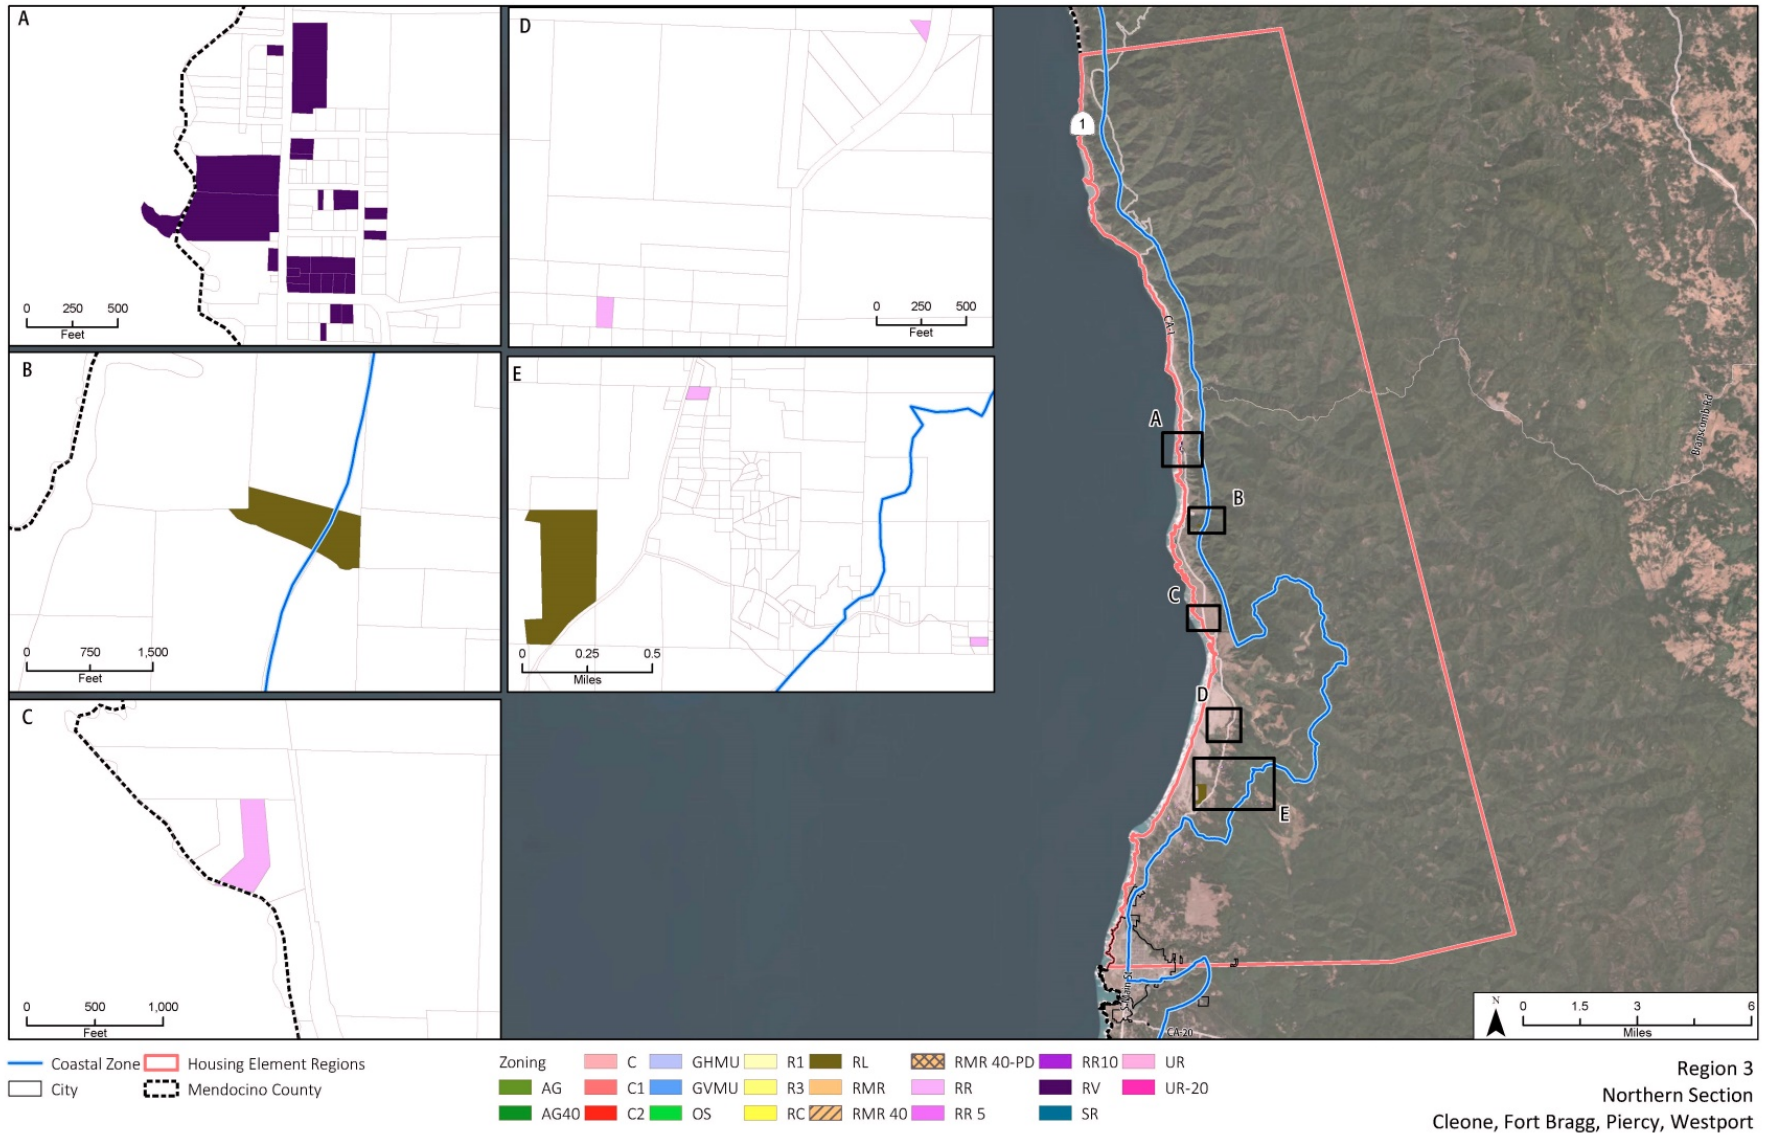 A
0 250 500
Feet
B
0 750 1,500
Feet
C
0 500 1,000
Feet
D
0 250 500
Feet
E
0 0.25 0.5
Miles
1
CA-1
Branscomb Rd
A
B
C
D
E
CA-20
N
0 1.5 3 6
Miles
Coastal Zone
Housing Element Regions
City
Mendocino County
Zoning
AG
AG40
C
C1
C2
GHMU
GVMU
OS
R1
R3
RC
RL
RMR
RMR 40
RMR 40-PD
RR
RR 5
RR10
RV
SR
UR
UR-20
Region 3
Northern Section
Cleone, Fort Bragg, Piercy, Westport